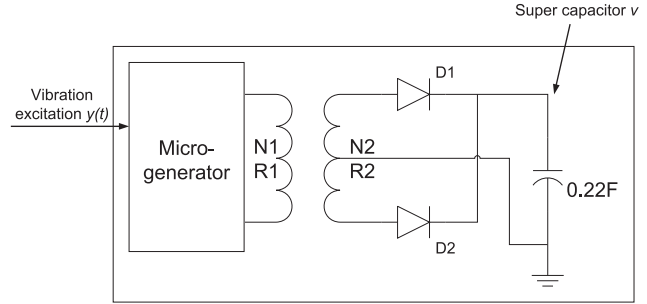 Super capacitor v
Vibration
excitation y(t)
Micro-
generator
N1
R1
N2
R2
D1
D2
0.22F